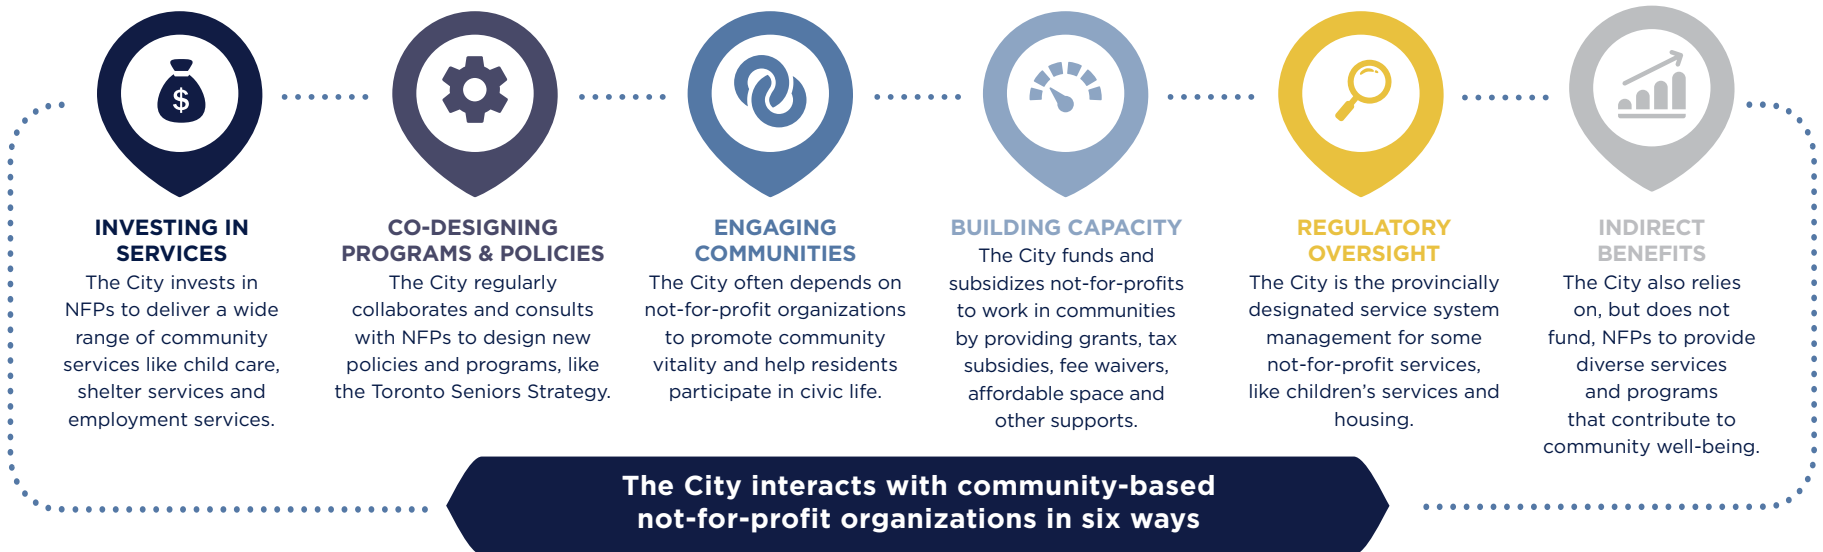 $
INVESTING IN
SERVICES
The City invests in
NFPs to deliver a wide
range of community
services like child care,
shelter services and
employment services.
CO-DESIGNING
PROGRAMS & POLICIES
The City regularly
collaborates and consults
with NFPs to design new
policies and programs, like
the Toronto Seniors Strategy.
ENGAGING
COMMUNITIES
The City often depends on
not-for-profit organizations
to promote community
vitality and help residents
participate in civic life.
BUILDING CAPACITY
The City funds and
subsidizes not-for-profits
to work in communities
by providing grants, tax
subsidies, fee waivers,
affordable space and
other supports.
REGULATORY
OVERSIGHT
The City is the provincially
designated service system
management for some
not-for-profit services,
like children’s services and
housing.
INDIRECT
BENEFITS
The City also relies
on, but does not
fund, NFPs to provide
diverse services
and programs
that contribute to
community well-being.
The City interacts with community-based
not-for-profit organizations in six ways